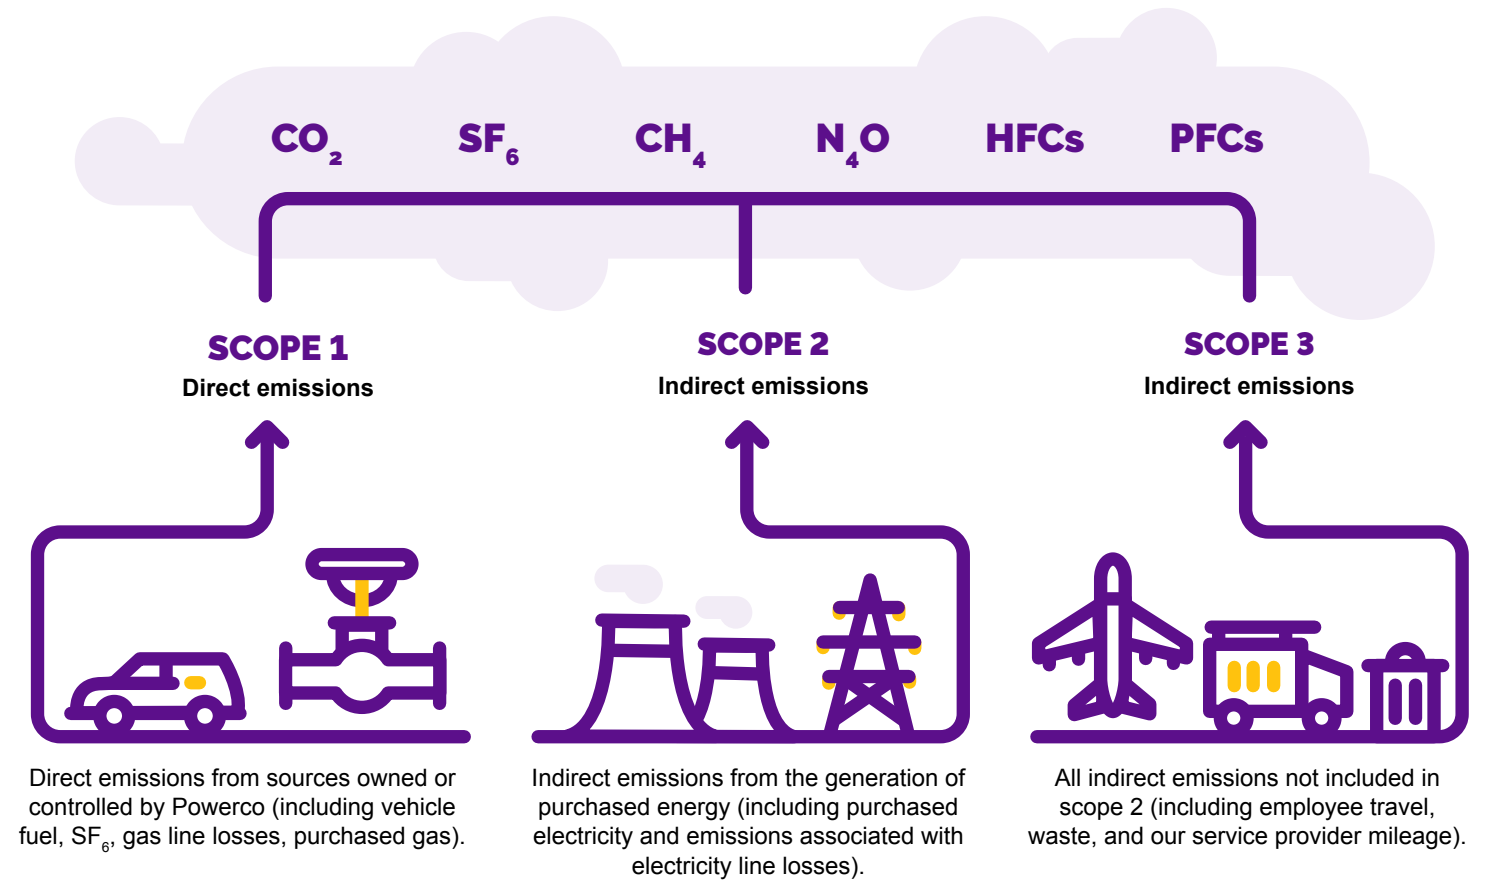 CO₂ SF₆ CH₄ N₄O HFCs PFCs
SCOPE 1
Direct emissions
SCOPE 2
Indirect emissions
SCOPE 3
Indirect emissions
Direct emissions from sources owned or
controlled by Powerco (including vehicle
fuel, SF₆, gas line losses, purchased gas).
Indirect emissions from the generation of
purchased energy (including purchased
electricity and emissions associated with
electricity line losses).
All indirect emissions not included in
scope 2 (including employee travel,
waste, and our service provider mileage).